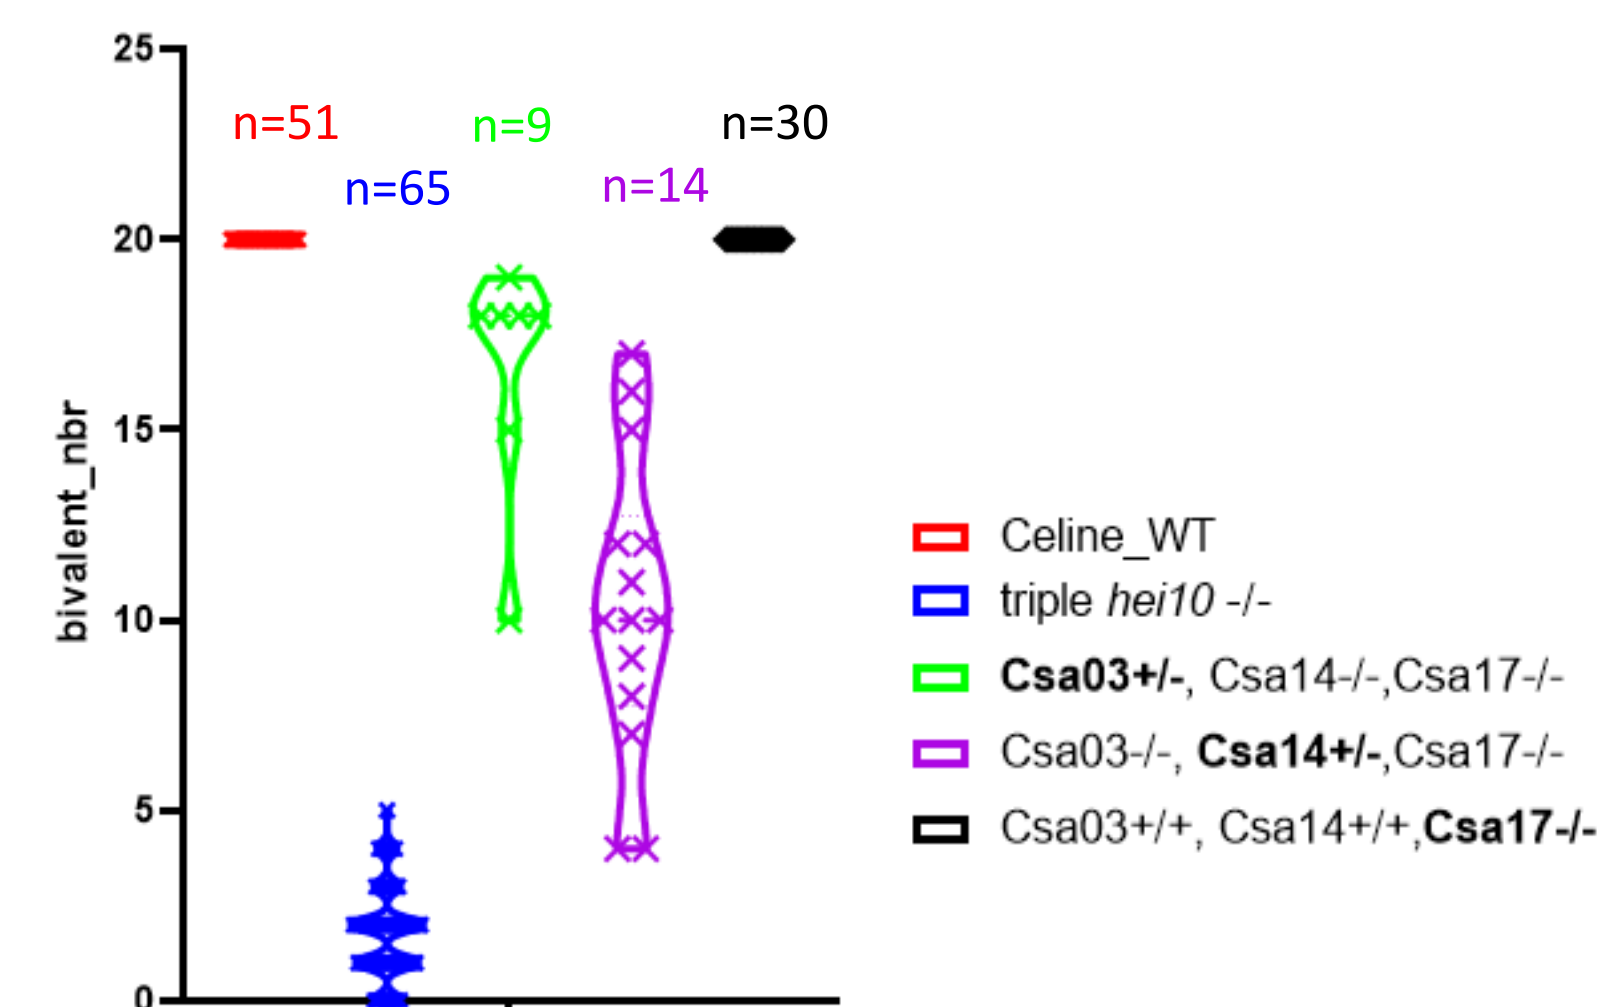 25
n=51
n=9
n=30
n=65
n=14
20
15
bivalent_nbr
10
5
0
Celine_WT
triple hei10 -/-
Csa03+/-, Csa14-/-,Csa17-/-
Csa03-/-, Csa14+/-,Csa17-/-
Csa03+/+, Csa14+/+,Csa17-/-